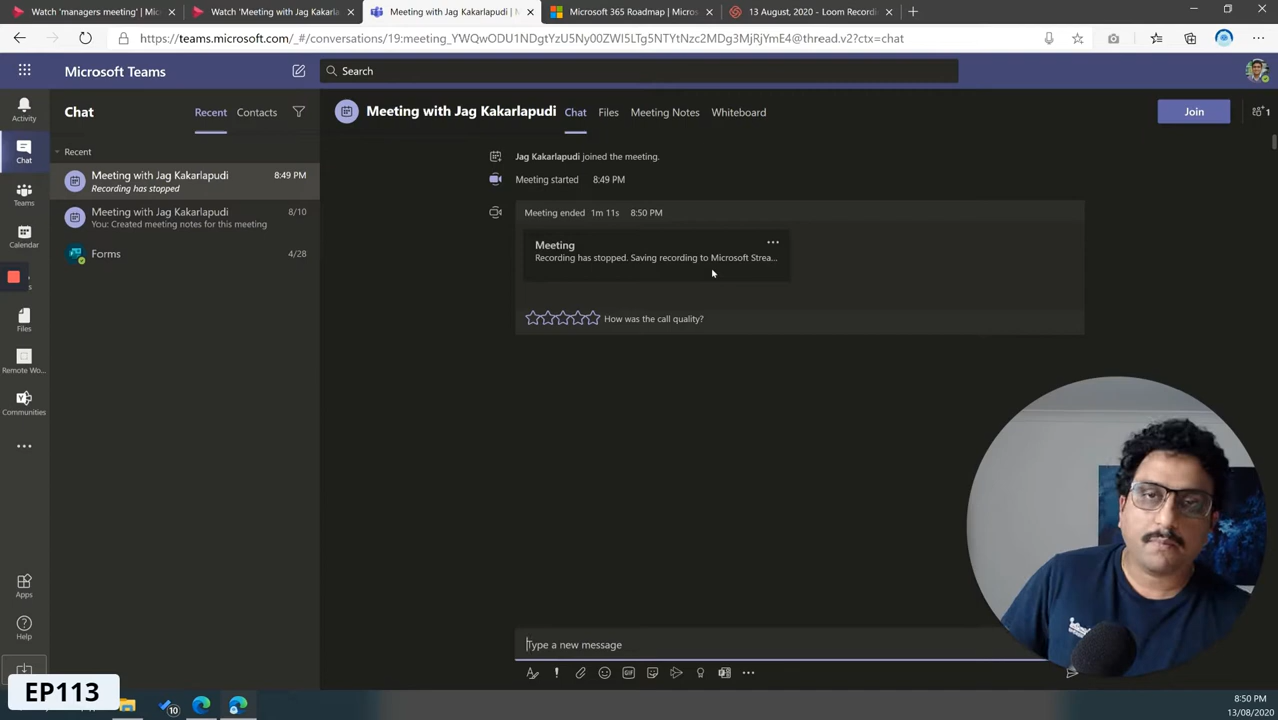 Watch 'managers meeting' | Mic
Watch 'Meeting with Jag Kakarla
Meeting with Jag Kakarlapudi | M
Microsoft 365 Roadmap | Micros
13 August, 2020 - Loom Recordi
https://teams.microsoft.com/_#/conversations/19:meeting_YWQwODU1NDgtYzU5Ny00ZWI5LTg5NTYtNzc2MDg3MjRjYmE4@thread.v2?ctx=chat
Microsoft Teams
Search
Activity
Chat
Teams
Calendar
Files
Remote Wo...
Communities
Apps
Help
Chat
Recent
Contacts
Recent
Meeting with Jag Kakarlapudi 8:49 PM
Recording has stopped
Meeting with Jag Kakarlapudi 8/10
You: Created meeting notes for this meeting
Forms 4/28
Meeting with Jag Kakarlapudi
Chat
Files
Meeting Notes
Whiteboard
Join
1
Jag Kakarlapudi joined the meeting.
Meeting started 8:49 PM
Meeting ended 1m 11s 8:50 PM
Meeting
Recording has stopped. Saving recording to Microsoft Strea...
How was the call quality?
Type a new message
GIF
EP113
10
8:50 PM
13/08/2020